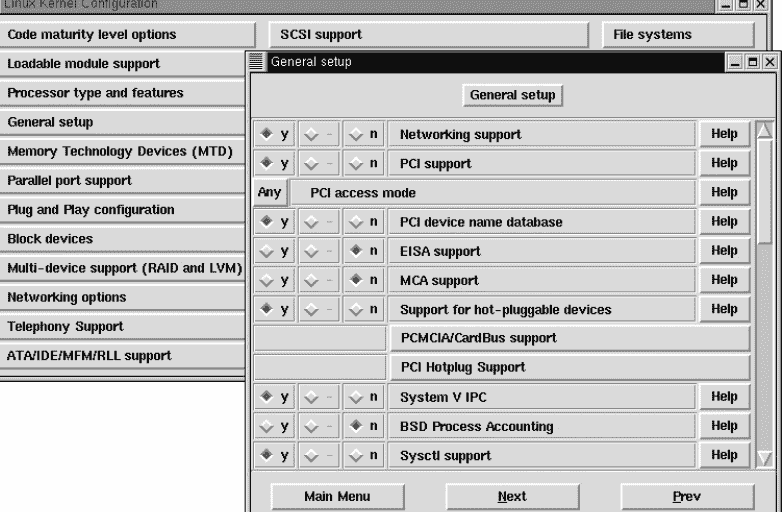 Linux Kernel Configuration
Code maturity level options
SCSI support
File systems
Loadable module support
Processor type and features
General setup
Memory Technology Devices (MTD)
Parallel port support
Plug and Play configuration
Block devices
Multi-device support (RAID and LVM)
Networking options
Telephony Support
ATA/IDE/MFM/RLL support
General setup
General setup
y - n Networking support Help
y - n PCI support Help
Any PCI access mode Help
y - n PCI device name database Help
y - n EISA support Help
y - n MCA support Help
y - n Support for hot-pluggable devices Help
PCMCIA/CardBus support
PCI Hotplug Support
y - n System V IPC Help
y - n BSD Process Accounting Help
y - n Sysctl support Help
Main Menu Next Prev